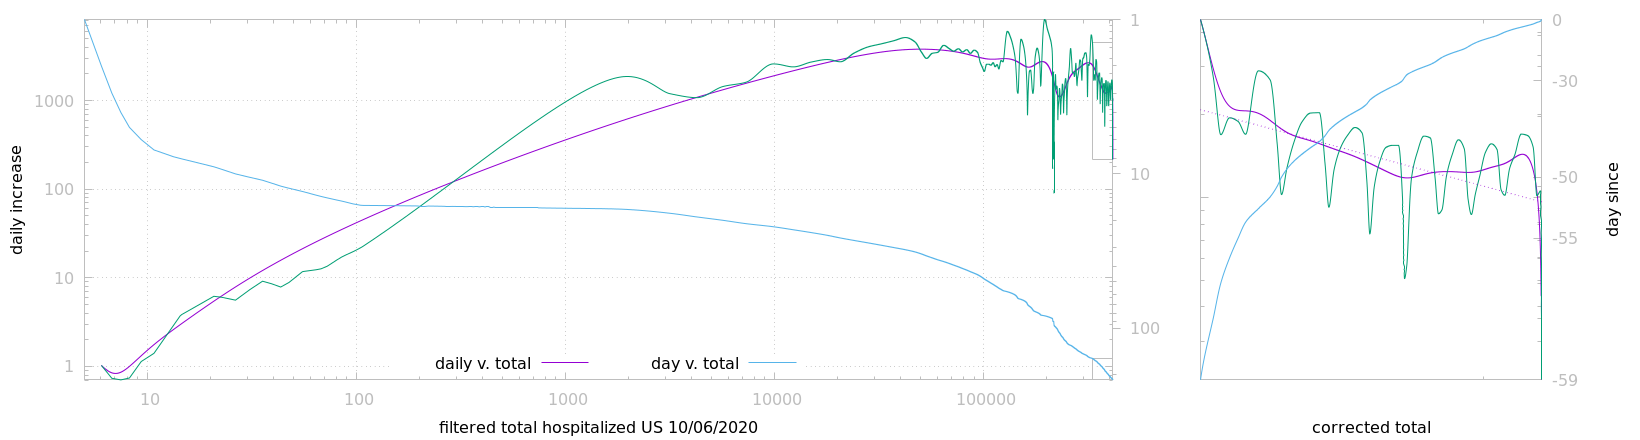 daily increase
1000
100
10
1
10
100
1000
10000
100000
1
10
100
daily v. total
day v. total
filtered total hospitalized US 10/06/2020
0
-30
-50
-55
-59
day since
corrected total